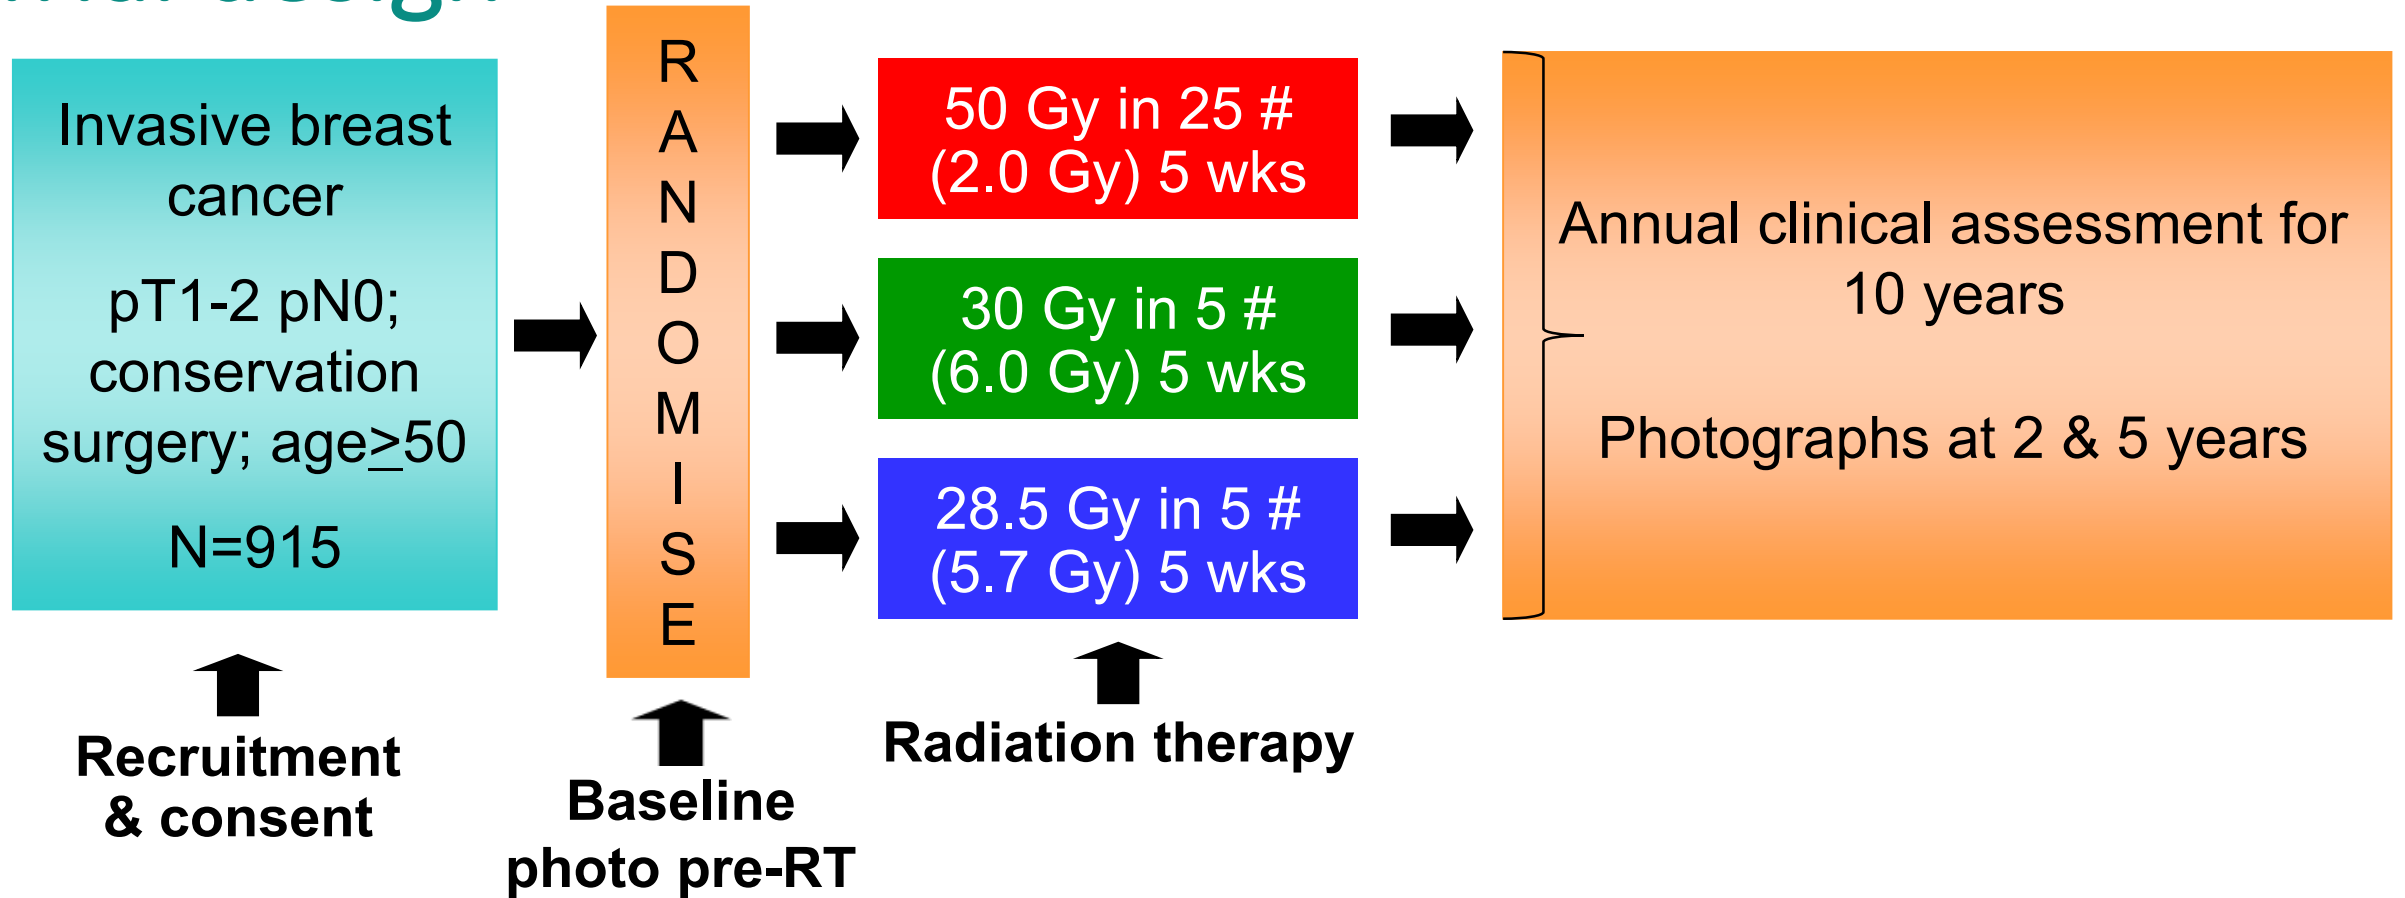 design
Invasive breast
cancer
pT1-2 pN0;
conservation
surgery; age≥50
N=915
Recruitment
& consent
R
A
N
D
O
M
I
S
E
Baseline
photo pre-RT
50 Gy in 25 #
(2.0 Gy) 5 wks
30 Gy in 5 #
(6.0 Gy) 5 wks
28.5 Gy in 5 #
(5.7 Gy) 5 wks
Radiation therapy
Annual clinical assessment for
10 years
Photographs at 2 & 5 years